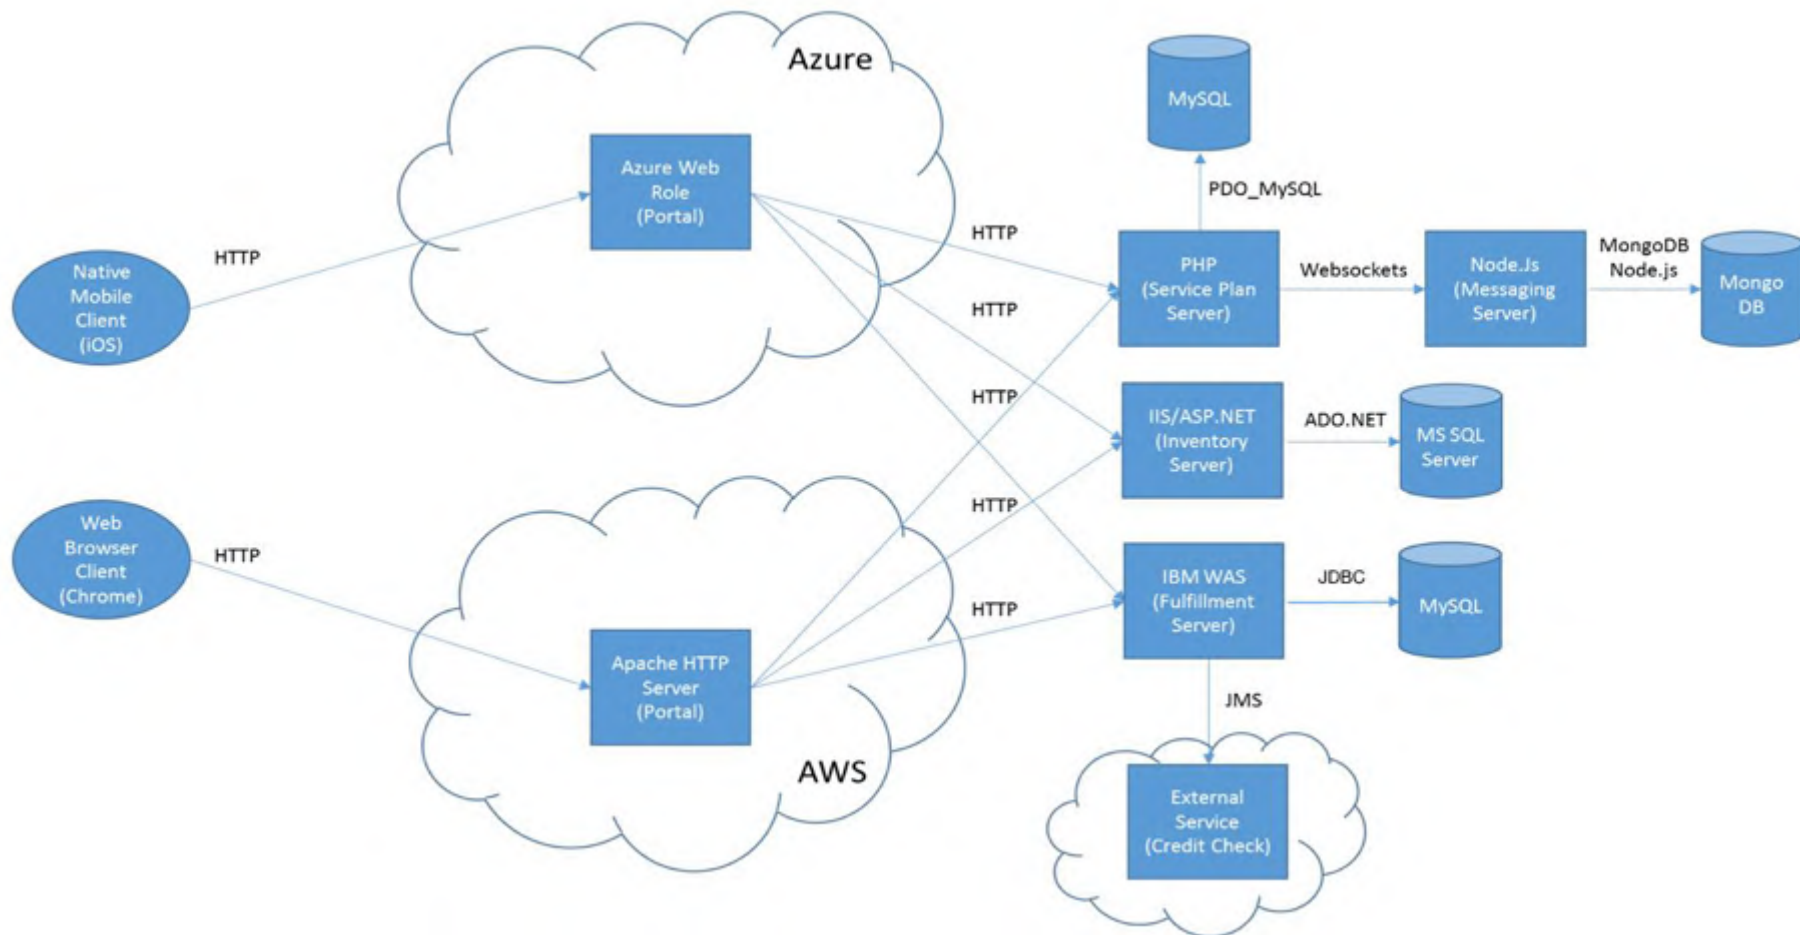 Azure
MySQL
Azure Web
Role
(Portal)
PDO_MySQL
HTTP
HTTP
Native
Mobile
Client
(iOS)
PHP
(Service Plan
Server)
Websockets
Node.Js
(Messaging
Server)
MongoDB
Node.js
Mongo
DB
HTTP
HTTP
IIS/ASP.NET
(Inventory
Server)
ADO.NET
MS SQL
Server
HTTP
Web
Browser
Client
(Chrome)
HTTP
IBM WAS
(Fulfillment
Server)
JDBC
MySQL
HTTP
Apache HTTP
Server
(Portal)
JMS
AWS
External
Service
(Credit Check)